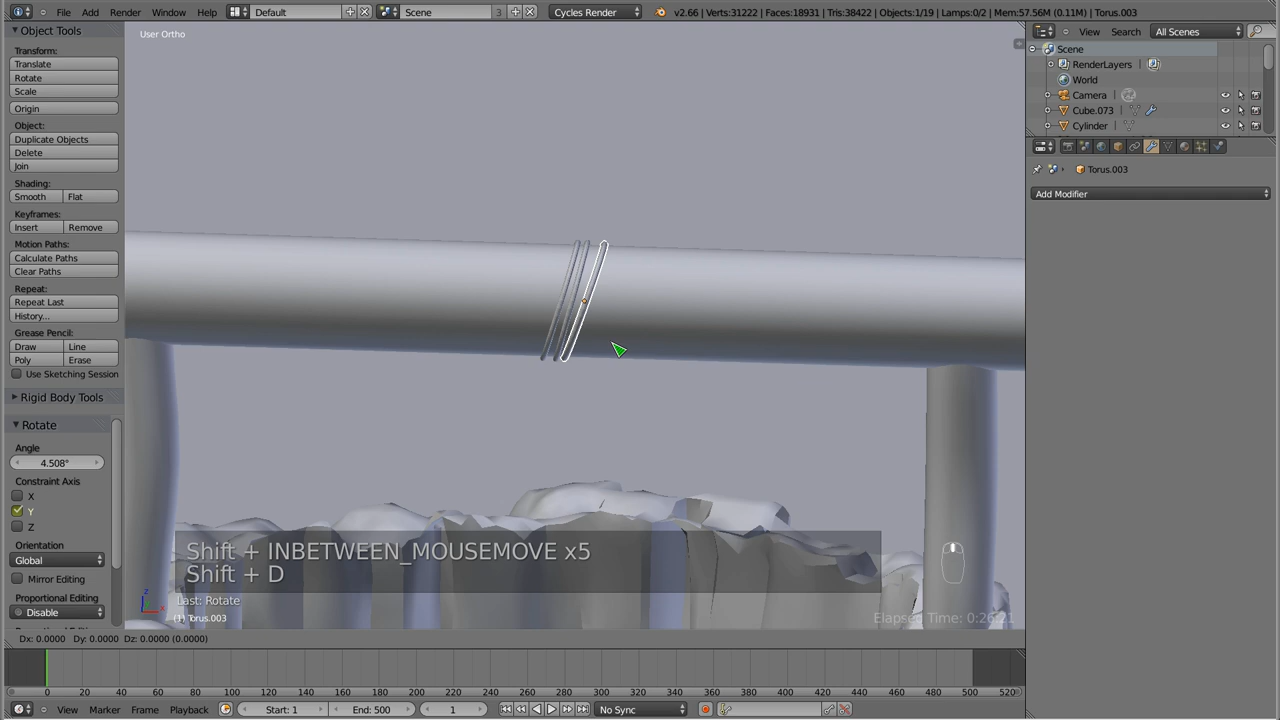 File Add Render Window Help Default Scene 3 Cycles Render v2.66 | Verts:31222 | Faces:18931 | Tris:38422 | Objects:1/19 | Lamps:0/2 | Mem:57.56M (0.11M) | Torus.003
Object Tools
Transform:
Translate
Rotate
Scale
Origin
Object:
Duplicate Objects
Delete
Join
Shading:
Smooth Flat
Keyframes:
Insert Remove
Motion Paths:
Calculate Paths
Clear Paths
Repeat:
Repeat Last
History...
Grease Pencil:
Draw Line
Poly Erase
Use Sketching Session
Rigid Body Tools
Rotate
Angle
4.508°
Constraint Axis
X
Y
Z
Orientation
Global
Mirror Editing
Proportional Editing
Disable
User Ortho
Shift + INBETWEEN_MOUSEMOVE x5
Shift + D
Last: Rotate
(1) Torus.003
Elapsed Time: 0:26:21
z
x
Dx: 0.0000 Dy: 0.0000 Dz: 0.0000 (0.0000)
View Search All Scenes
Scene
RenderLayers
World
Camera
Cube.073
Cylinder
Torus.003
Add Modifier
0 20 40 60 80 100 120 140 160 180 200 220 240 260 280 300 320 340 360 380 400 420 440 460 480 500 520
View Marker Frame Playback Start: 1 End: 500 1 No Sync